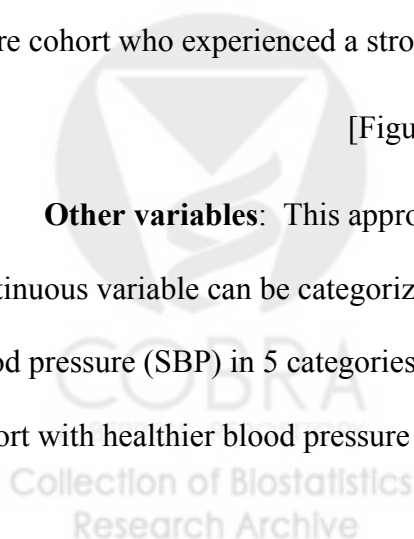 re cohort who experienced a stro
[Figu
Other variables: This appro
tinuous variable can be categoriz
od pressure (SBP) in 5 categories
COBRA
ort with healthier blood pressure
Collection of Biostatistics
Research Archive